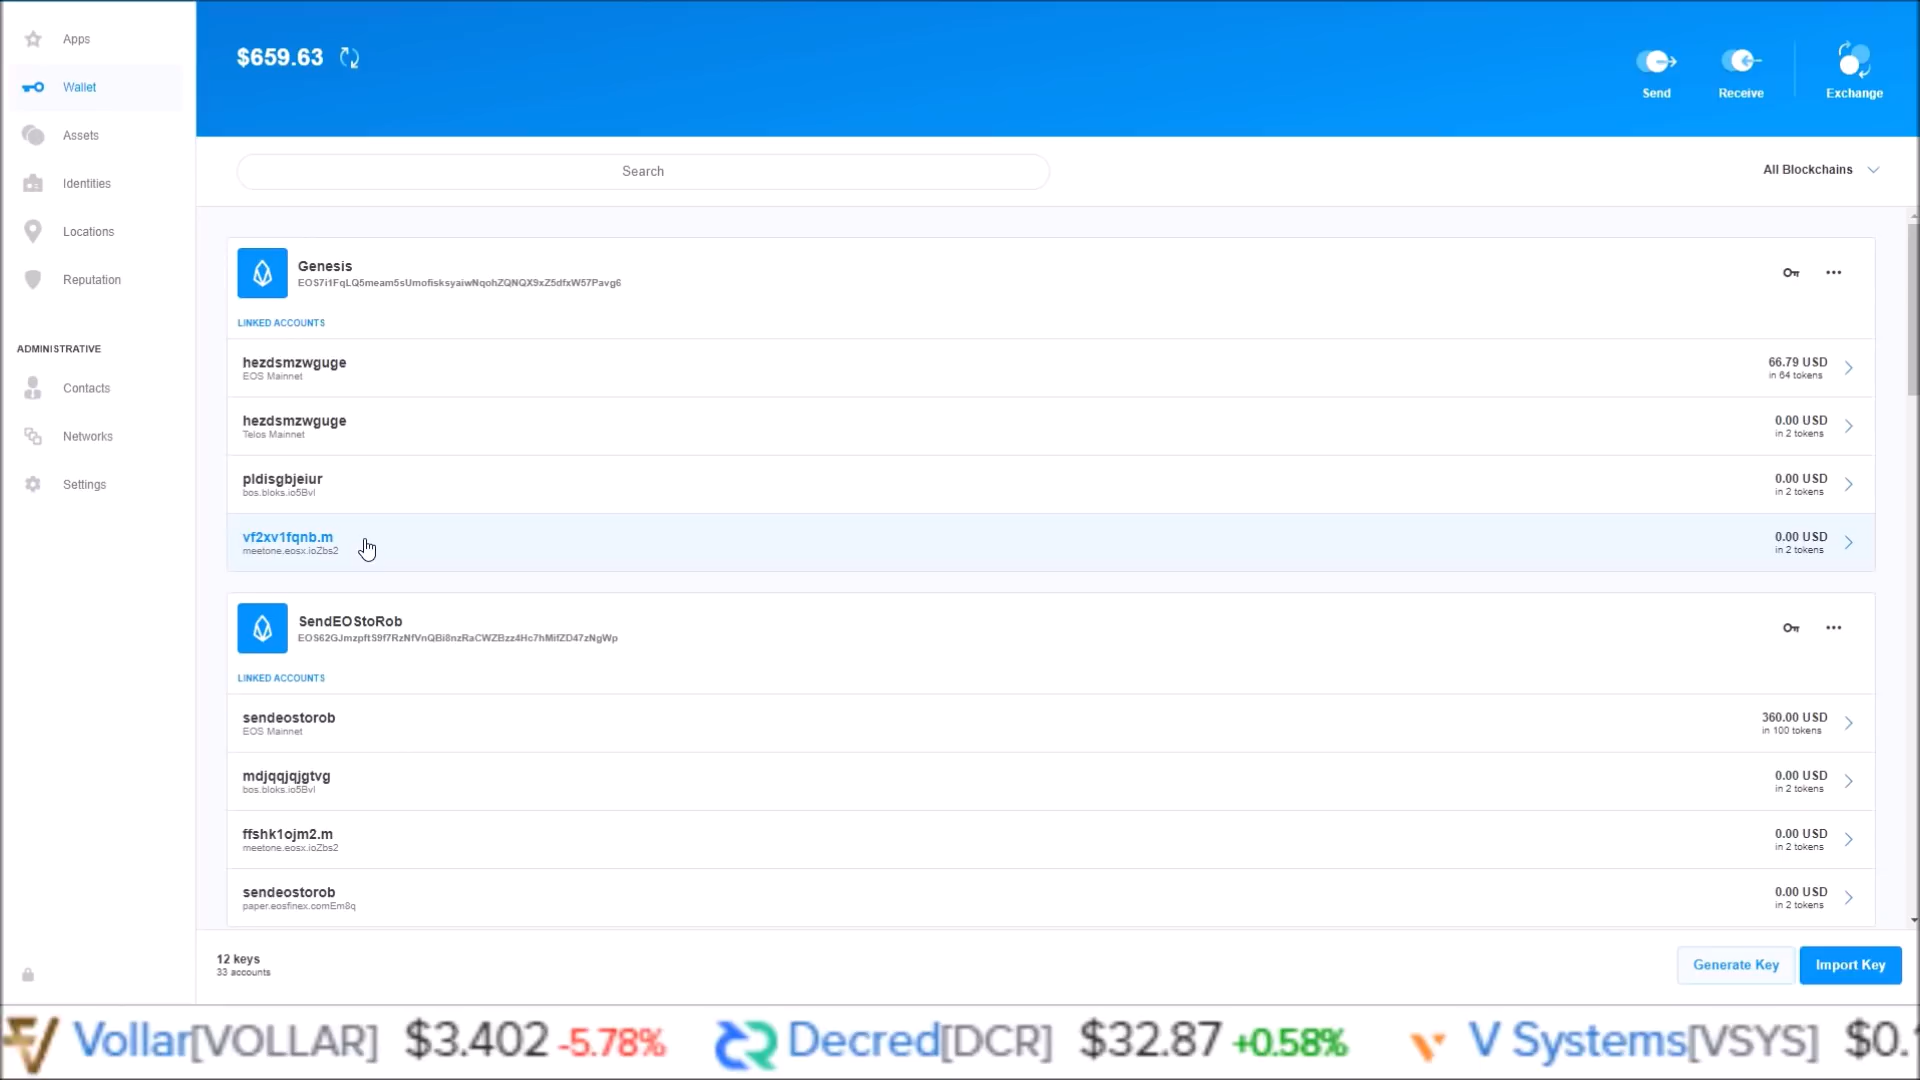 Apps
Wallet
Assets
Identities
Locations
Reputation
ADMINISTRATIVE
Contacts
Networks
Settings
$659.63
Send
Receive
Exchange
Search
All Blockchains
Genesis
EOS7i1FqLQ5meam5sUmofisksyaiwNqohZQNQX9xZ5dfxW57Pavg6
LINKED ACCOUNTS
hezdsmzwguge
EOS Mainnet
66.79 USD
in 64 tokens
hezdsmzwguge
Telos Mainnet
0.00 USD
in 2 tokens
pldisgbjeiur
bos.bloks.io5Bvl
0.00 USD
in 2 tokens
vf2xv1fqnb.m
meetone.eosx.ioZbs2
0.00 USD
in 2 tokens
SendEOStoRob
EOS62GJmzpftS9f7RzNfVnQBi8nzRaCWZBzz4Hc7hMifZD47zNgWp
LINKED ACCOUNTS
sendeostorob
EOS Mainnet
360.00 USD
in 100 tokens
mdjqqjqjgtvg
bos.bloks.io5Bvl
0.00 USD
in 2 tokens
ffshk1ojm2.m
meetone.eosx.ioZbs2
0.00 USD
in 2 tokens
sendeostorob
paper.eosfinex.comEm8q
0.00 USD
in 2 tokens
12 keys
33 accounts
Generate Key
Import Key
Vollar[VOLLAR] $3.402 -5.78% Decred[DCR] $32.87 +0.58% V Systems[VSYS] $0.